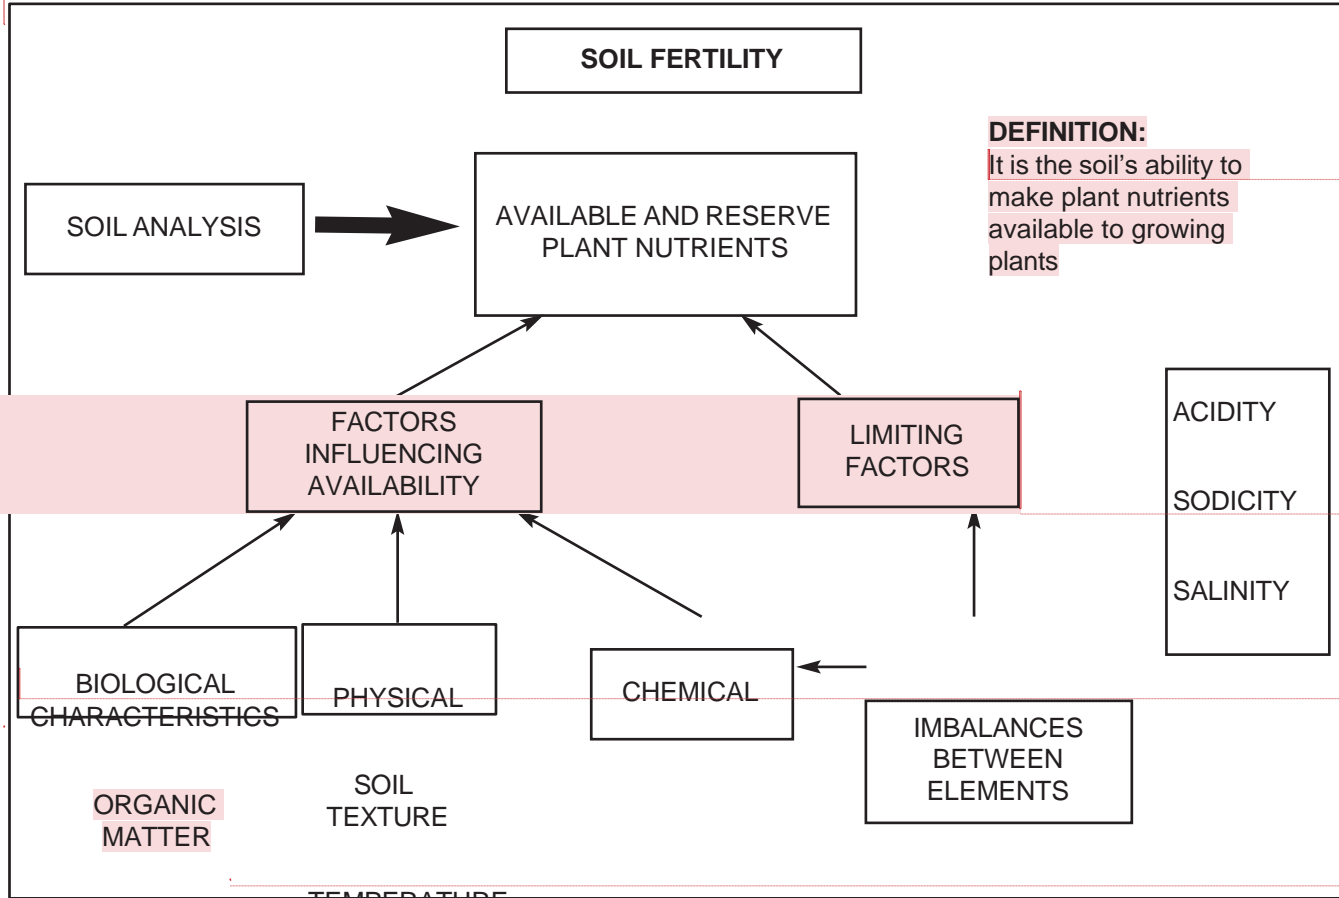 SOIL FERTILITY
DEFINITION:
It is the soil's ability to
make plant nutrients
available to growing
plants
SOIL ANALYSIS
AVAILABLE AND RESERVE
PLANT NUTRIENTS
FACTORS
INFLUENCING
AVAILABILITY
LIMITING
FACTORS
ACIDITY
SODICITY
SALINITY
BIOLOGICAL
CHARACTERISTICS
PHYSICAL
CHEMICAL
IMBALANCES
BETWEEN
ELEMENTS
ORGANIC
MATTER
SOIL
TEXTURE
TEMPERATURE